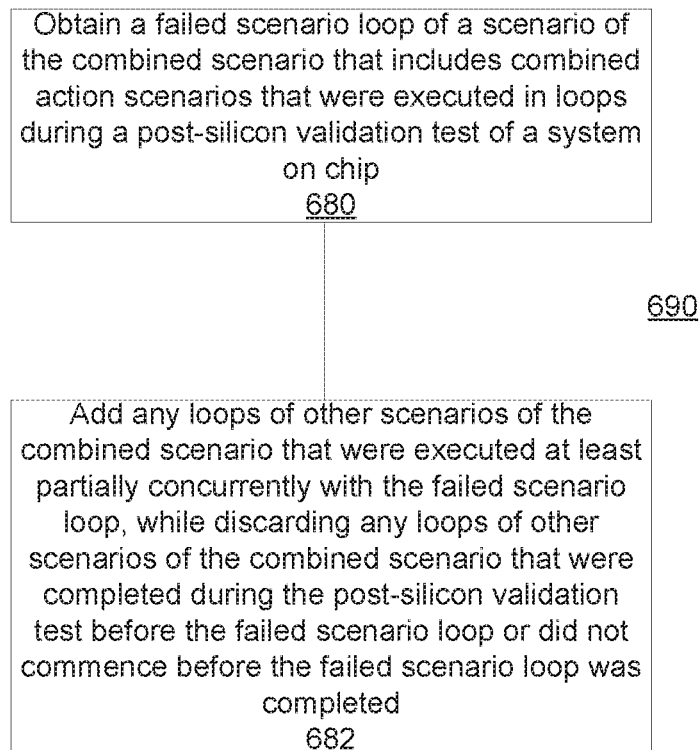 Obtain a failed scenario loop of a scenario of
the combined scenario that includes combined
action scenarios that were executed in loops
during a post-silicon validation test of a system
on chip
680
690
Add any loops of other scenarios of the
combined scenario that were executed at least
partially concurrently with the failed scenario
loop, while discarding any loops of other
scenarios of the combined scenario that were
completed during the post-silicon validation
test before the failed scenario loop or did not
commence before the failed scenario loop was
completed
682